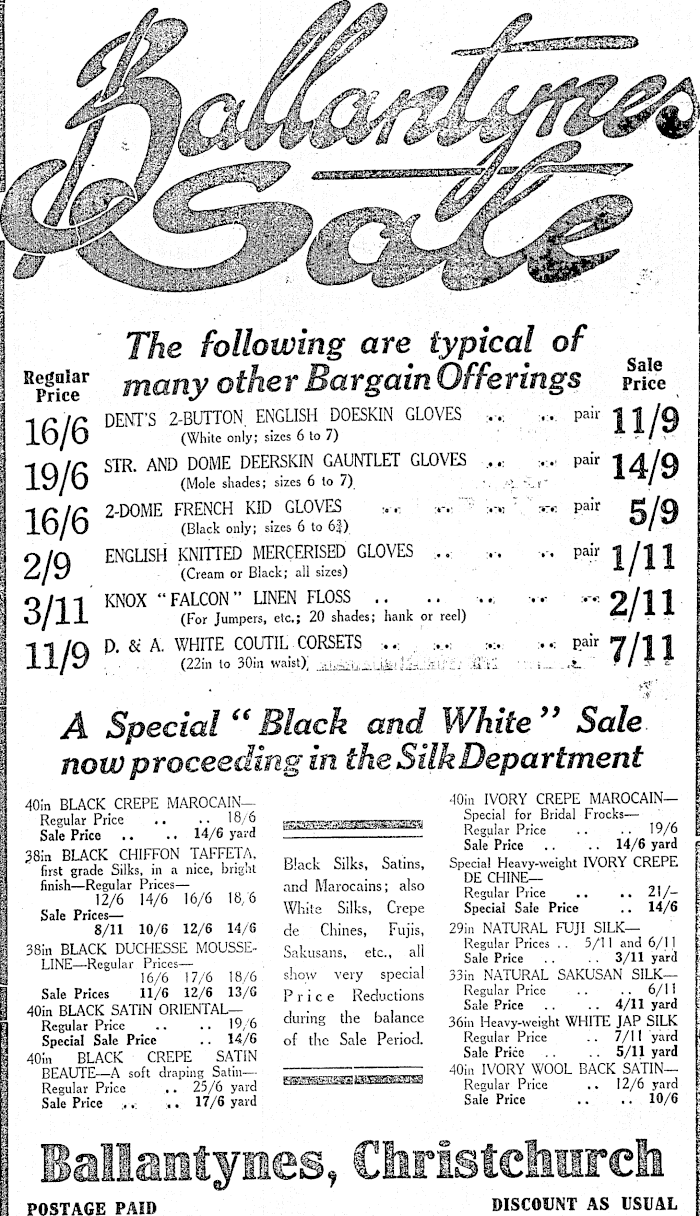 Ballantynes
Sale
The following are typical of
many other Bargain Offerings
Regular
Price
Sale
Price
16/6 DENT'S 2-BUTTON ENGLISH DOESKIN GLOVES .. .. pair 11/9
(White only; sizes 6 to 7)
19/6 STR. AND DOME DEERSKIN GAUNTLET GLOVES .. .. pair 14/9
(Mole shades; sizes 6 to 7)
16/6 2-DOME FRENCH KID GLOVES .. .. .. .. pair 5/9
(Black only; sizes 6 to 6¾)
2/9 ENGLISH KNITTED MERCERISED GLOVES .. .. .. pair 1/11
(Cream or Black; all sizes)
3/11 KNOX "FALCON" LINEN FLOSS .. .. .. .. .. 2/11
(For Jumpers, etc.; 20 shades; hank or reel)
11/9 D. & A. WHITE COUTIL CORSETS .. .. .. .. pair 7/11
(22in to 30in waist)
A Special "Black and White" Sale
now proceeding in the Silk Department
40in BLACK CREPE MAROCAIN—
Regular Price .. .. 18/6
Sale Price .. .. 14/6 yard
38in BLACK CHIFFON TAFFETA,
first grade Silks, in a nice, bright
finish—Regular Prices—
12/6 14/6 16/6 18/6
Sale Prices—
8/11 10/6 12/6 14/6
38in BLACK DUCHESSE MOUSSE-
LINE—Regular Prices—
16/6 17/6 18/6
Sale Prices 11/6 12/6 13/6
40in BLACK SATIN ORIENTAL—
Regular Price .. .. 19/6
Special Sale Price .. 14/6
40in BLACK CREPE SATIN
BEAUTE—A soft draping Satin—
Regular Price .. 25/6 yard
Sale Price .. .. 17/6 yard
Black Silks, Satins,
and Marocains; also
White Silks, Crepe
de Chines, Fujis,
Sakusans, etc., all
show very special
Price Reductions
during the balance
of the Sale Period.
40in IVORY CREPE MAROCAIN—
Special for Bridal Frocks—
Regular Price .. .. 19/6
Sale Price .. .. 14/6 yard
Special Heavy-weight IVORY CREPE
DE CHINE—
Regular Price .. .. 21/-
Special Sale Price .. 14/6
29in NATURAL FUJI SILK—
Regular Prices .. 5/11 and 6/11
Sale Price .. .. 3/11 yard
33in NATURAL SAKUSAN SILK—
Regular Price .. .. 6/11
Sale Price .. .. 4/11 yard
36in Heavy-weight WHITE JAP SILK
Regular Price .. 7/11 yard
Sale Price .. .. 5/11 yard
40in IVORY WOOL BACK SATIN—
Regular Price .. 12/6 yard
Sale Price .. .. 10/6
Ballantynes, Christchurch
POSTAGE PAID
DISCOUNT AS USUAL